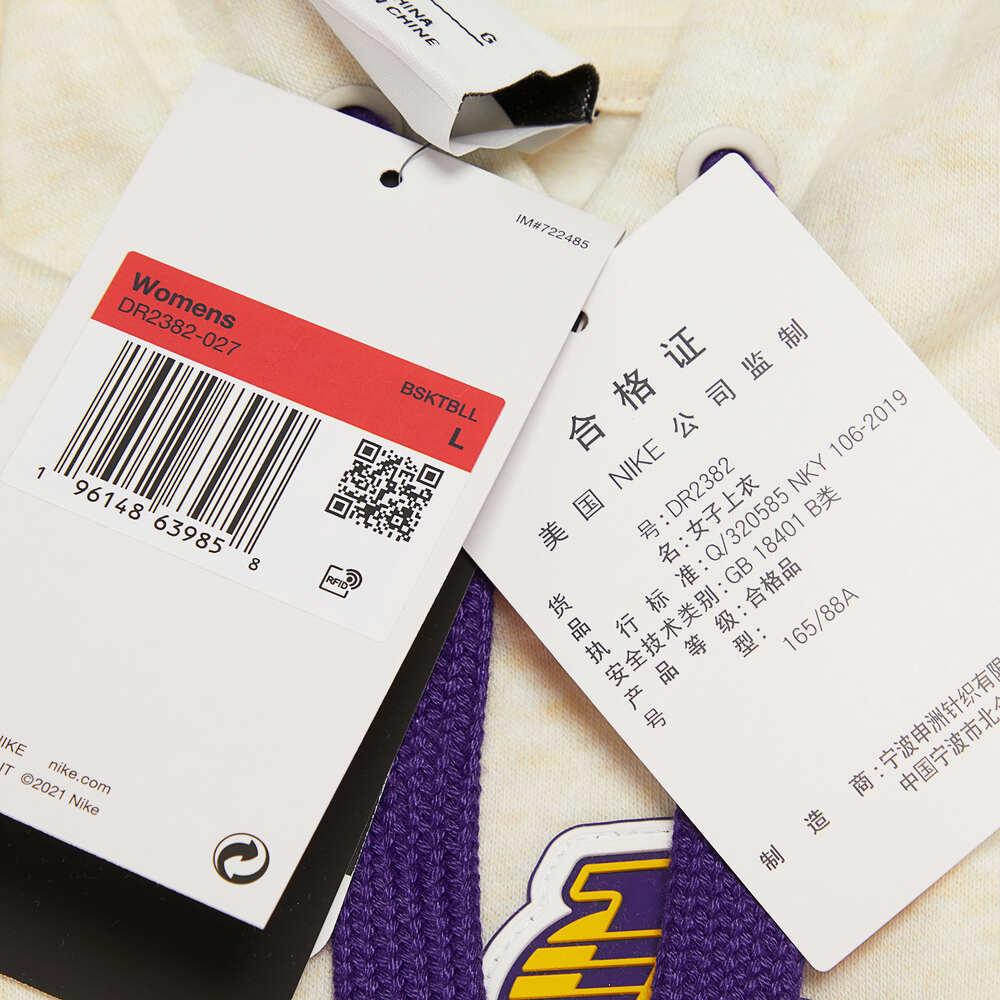 CHINA
CHINE
G
IM#722485
Womens
DR2382-027
BSKTBLL
L
1 96148 63985 8
RFID
NIKE nike.com
©2021 Nike
合格证
美国 NIKE 公司监制
货号:DR2382
品名:女子上衣
执行标准:Q/320585 NKY 106-2019
安全技术类别:GB 18401 B类
产品等级:合格品
号型:165/88A
制造商:宁波申洲针织有限
中国宁波市北仑